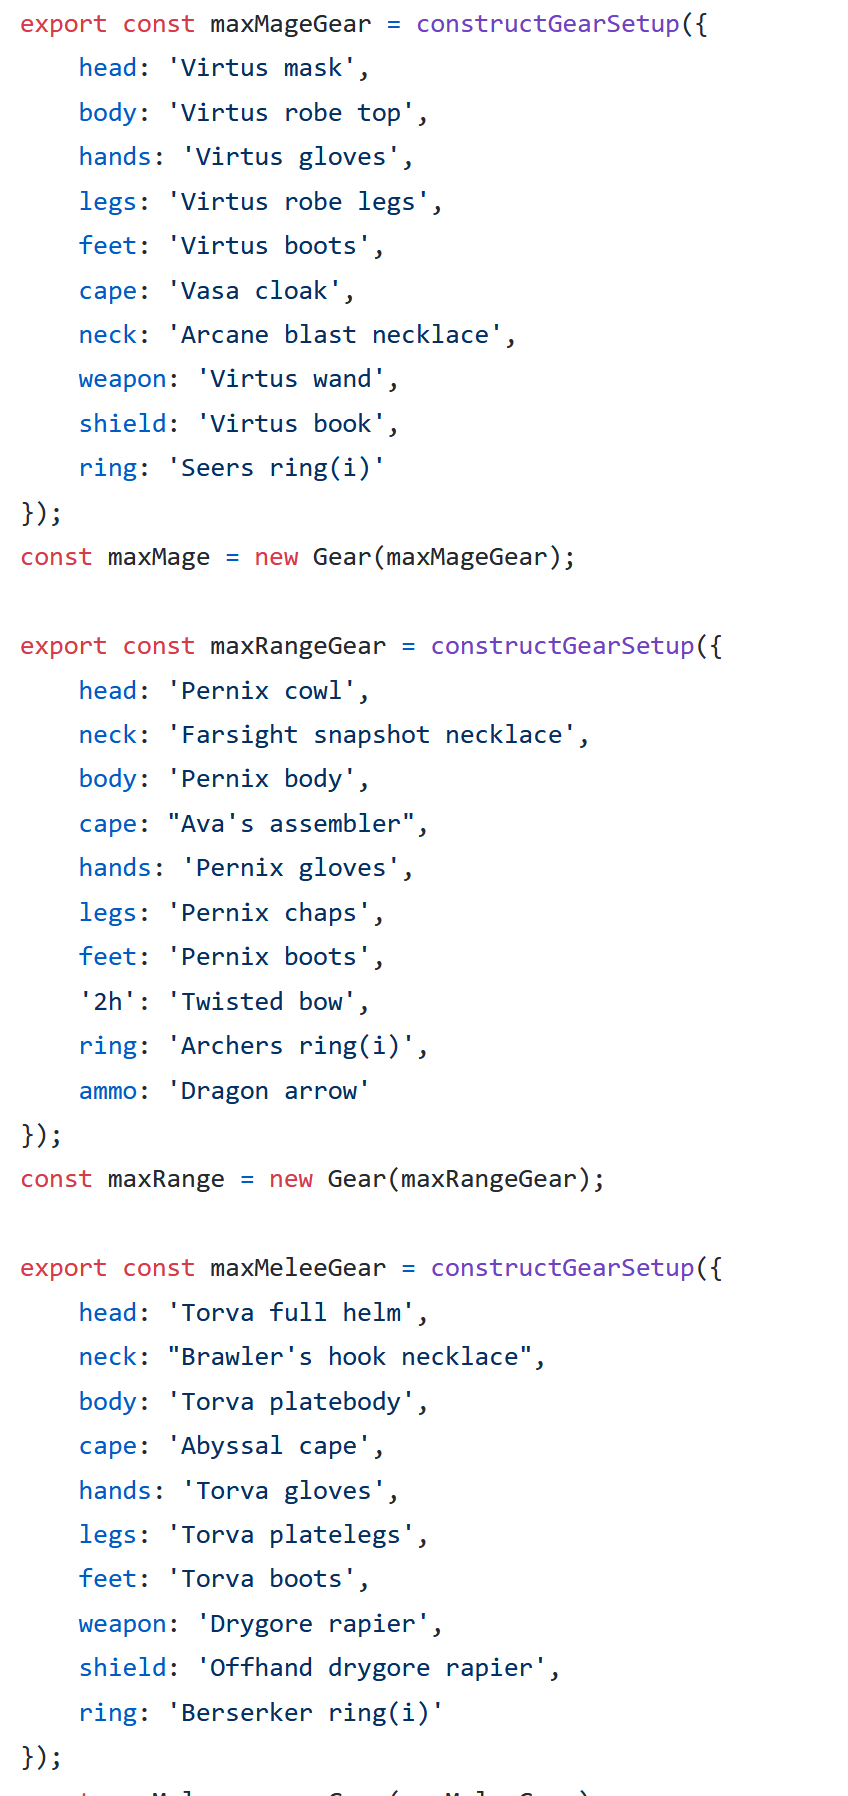 export const maxMageGear = constructGearSetup({
    head: 'Virtus mask',
    body: 'Virtus robe top',
    hands: 'Virtus gloves',
    legs: 'Virtus robe legs',
    feet: 'Virtus boots',
    cape: 'Vasa cloak',
    neck: 'Arcane blast necklace',
    weapon: 'Virtus wand',
    shield: 'Virtus book',
    ring: 'Seers ring(i)'
});
const maxMage = new Gear(maxMageGear);

export const maxRangeGear = constructGearSetup({
    head: 'Pernix cowl',
    neck: 'Farsight snapshot necklace',
    body: 'Pernix body',
    cape: "Ava's assembler",
    hands: 'Pernix gloves',
    legs: 'Pernix chaps',
    feet: 'Pernix boots',
    '2h': 'Twisted bow',
    ring: 'Archers ring(i)',
    ammo: 'Dragon arrow'
});
const maxRange = new Gear(maxRangeGear);

export const maxMeleeGear = constructGearSetup({
    head: 'Torva full helm',
    neck: "Brawler's hook necklace",
    body: 'Torva platebody',
    cape: 'Abyssal cape',
    hands: 'Torva gloves',
    legs: 'Torva platelegs',
    feet: 'Torva boots',
    weapon: 'Drygore rapier',
    shield: 'Offhand drygore rapier',
    ring: 'Berserker ring(i)'
});